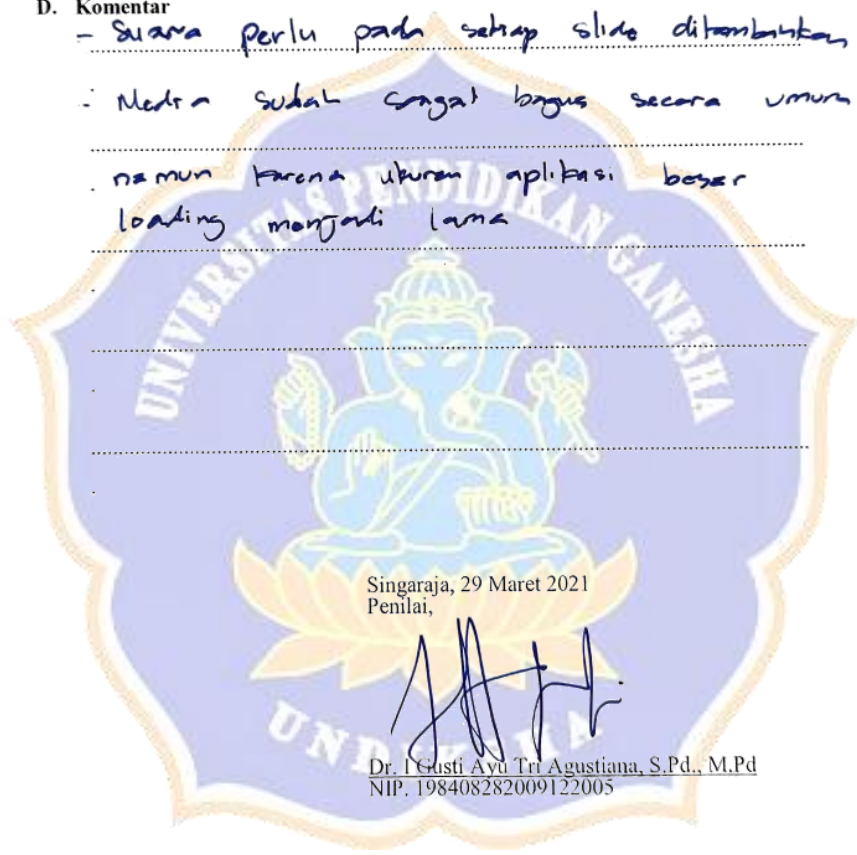 D. Komentar
- Suara perlu pada setiap slide ditambahkan
- Media sudah sangat bagus secara umum
namun karena ukuran aplikasi besar
loading menjadi lama
UNIVERSITAS PENDIDIKAN GANESHA
Singaraja, 29 Maret 2021
Penilai,
UNDIKSHA
Dr. I Gusti Ayu Tri Agustiana, S.Pd., M.Pd
NIP. 198408282009122005